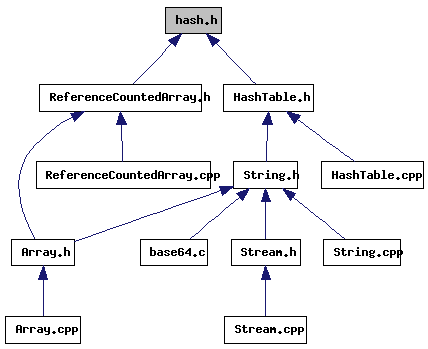 hash.h
ReferenceCountedArray.h
HashTable.h
ReferenceCountedArray.cpp
String.h
HashTable.cpp
Array.h
base64.c
Stream.h
String.cpp
Array.cpp
Stream.cpp